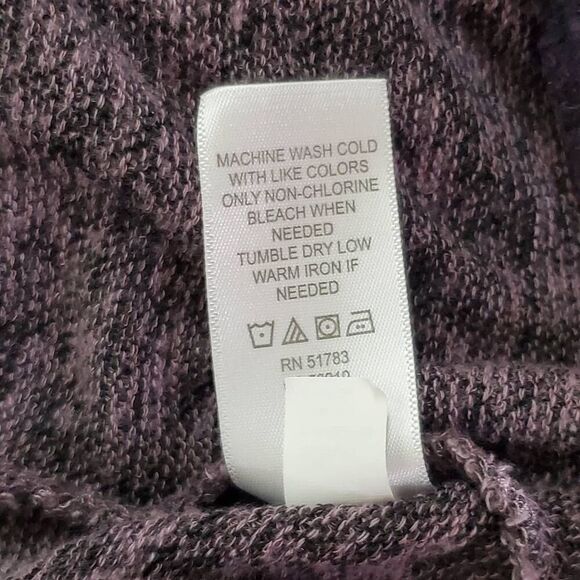 MACHINE WASH COLD
WITH LIKE COLORS
ONLY NON-CHLORINE
BLEACH WHEN
NEEDED
TUMBLE DRY LOW
WARM IRON IF
NEEDED
RN 51783